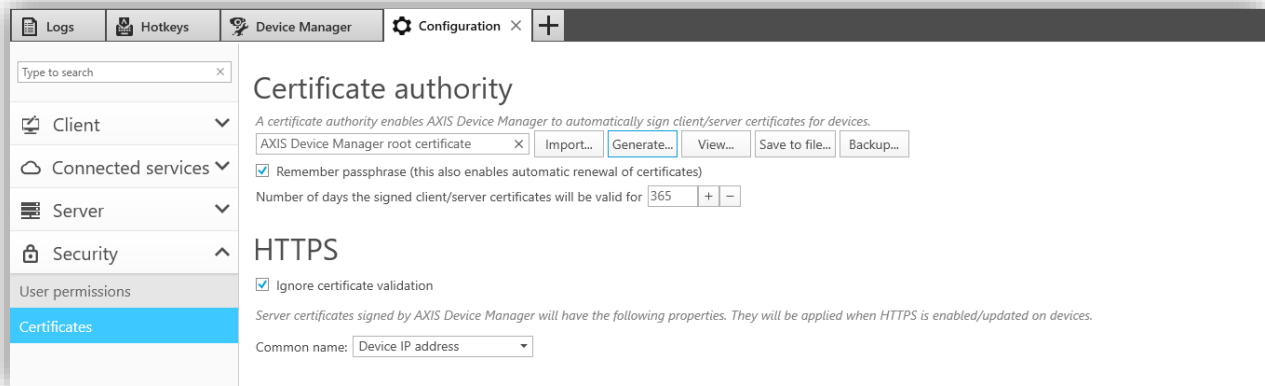 Logs
Hotkeys
Device Manager
Configuration
Type to search
Client
Connected services
Server
Security
User permissions
Certificates
Certificate authority
A certificate authority enables AXIS Device Manager to automatically sign client/server certificates for devices.
AXIS Device Manager root certificate
Import...
Generate...
View...
Save to file...
Backup...
Remember passphrase (this also enables automatic renewal of certificates)
Number of days the signed client/server certificates will be valid for 365 + −
HTTPS
Ignore certificate validation
Server certificates signed by AXIS Device Manager will have the following properties. They will be applied when HTTPS is enabled/updated on devices.
Common name: Device IP address